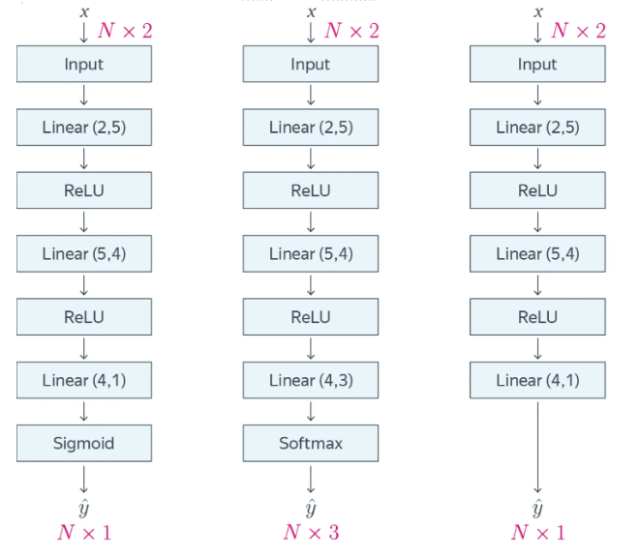 x
N × 2
Input
Linear (2,5)
ReLU
Linear (5,4)
ReLU
Linear (4,1)
Sigmoid
ŷ
N × 1
x
N × 2
Input
Linear (2,5)
ReLU
Linear (5,4)
ReLU
Linear (4,3)
Softmax
ŷ
N × 3
x
N × 2
Input
Linear (2,5)
ReLU
Linear (5,4)
ReLU
Linear (4,1)
ŷ
N × 1